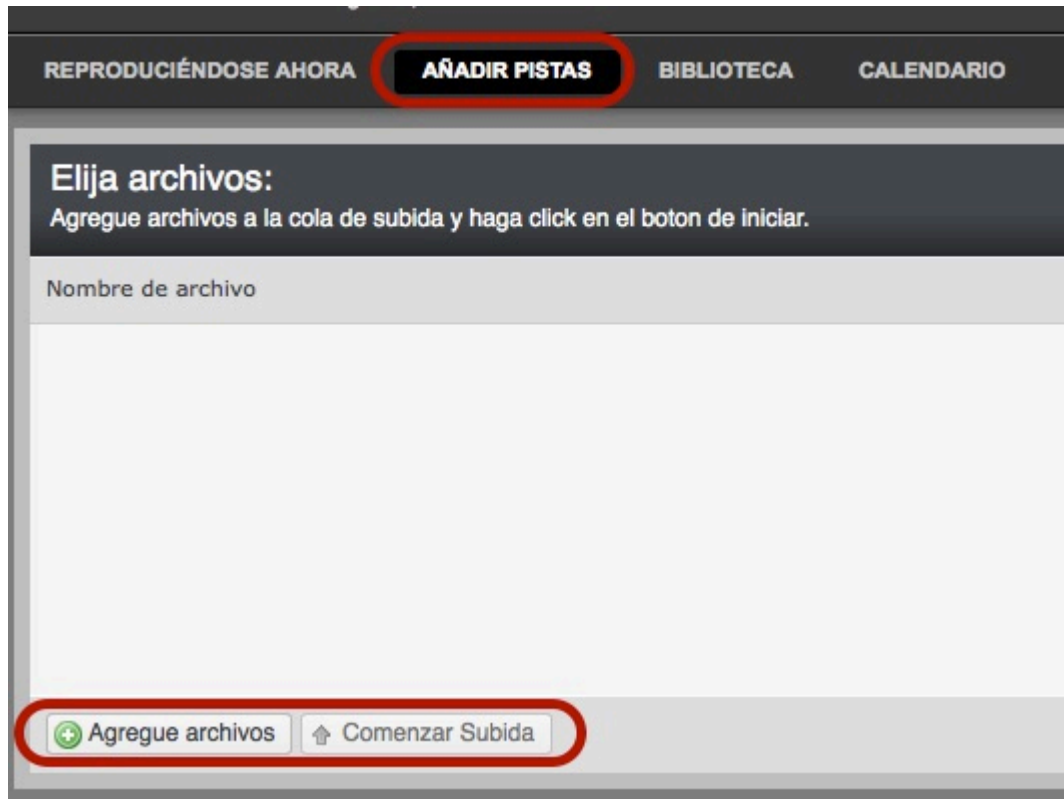 REPRODUCIÉNDOSE AHORA AÑADIR PISTAS BIBLIOTECA CALENDARIO
Elija archivos:
Agregue archivos a la cola de subida y haga click en el boton de iniciar.
Nombre de archivo
Agregue archivos Comenzar Subida